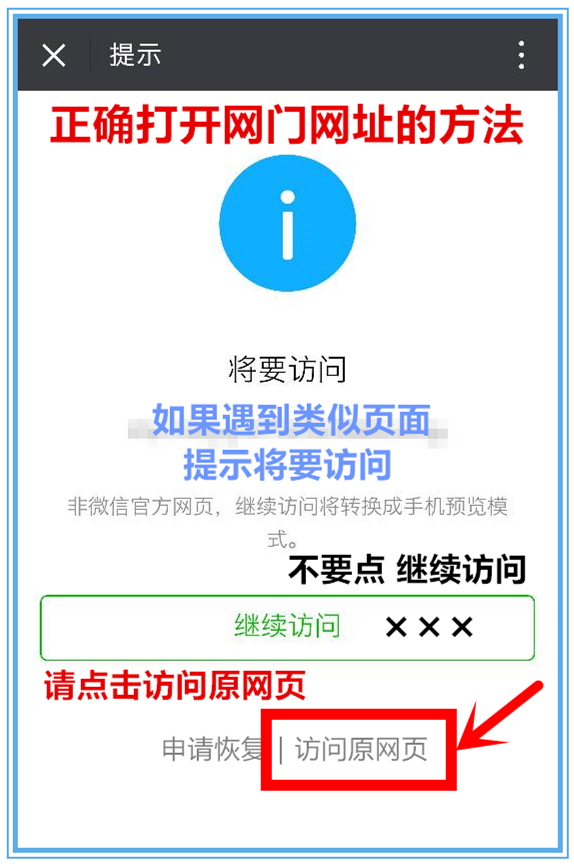 提示
正确打开网门网址的方法
将要访问
如果遇到类似页面
提示将要访问
非微信官方网页，继续访问将转换成手机预览模
式。
不要点 继续访问
继续访问 ×××
请点击访问原网页
申请恢复 | 访问原网页